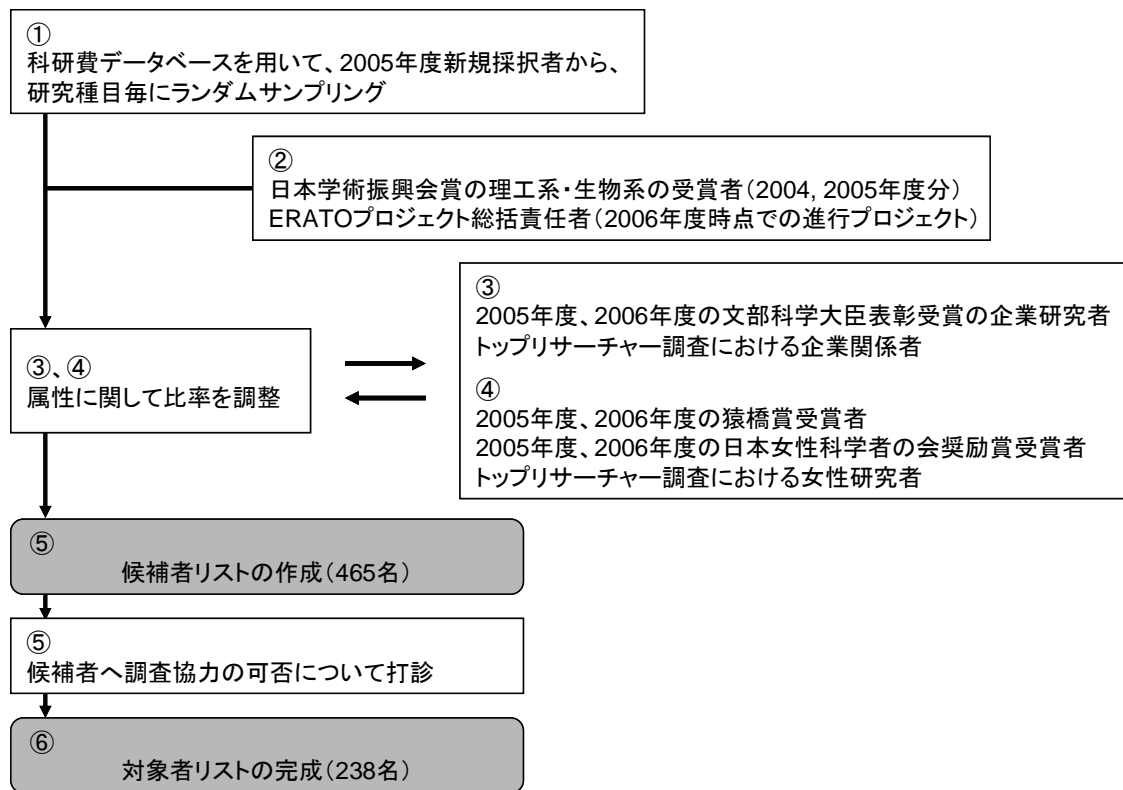 ①
科研費データベースを用いて、2005年度新規採択者から、
研究種目毎にランダムサンプリング
②
日本学術振興会賞の理工系・生物系の受賞者(2004, 2005年度分)
ERATOプロジェクト総括責任者(2006年度時点での進行プロジェクト)
③
2005年度、2006年度の文部科学大臣表彰受賞の企業研究者
トップリサーチャー調査における企業関係者
④
2005年度、2006年度の猿橋賞受賞者
2005年度、2006年度の日本女性科学者の会奨励賞受賞者
トップリサーチャー調査における女性研究者
③、④
属性に関して比率を調整
⑤
候補者リストの作成(465名)
⑤
候補者へ調査協力の可否について打診
⑥
対象者リストの完成(238名)